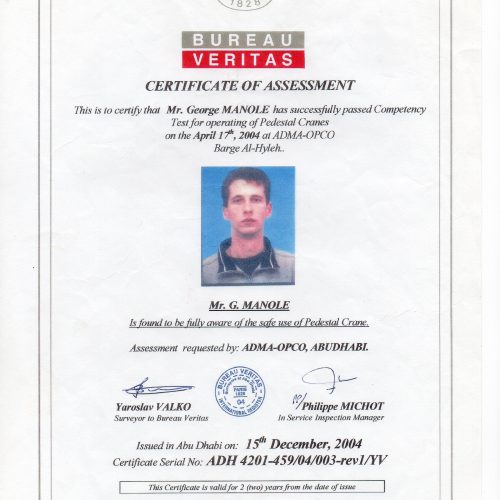 1828
BUREAU
VERITAS
CERTIFICATE OF ASSESSMENT
This is to certify that Mr. George MANOLE has successfully passed Competency
Test for operating of Pedestal Cranes
on the April 17th, 2004 at ADMA-OPCO
Barge Al-Hyleh..
Mr. G. MANOLE
Is found to be fully aware of the safe use of Pedestal Crane.
Assessment requested by: ADMA-OPCO, ABUDHABI.
BUREAU VERITAS
PARIS
1828
04
INTERNATIONAL REGISTER
Yaroslav VALKO
Surveyor to Bureau Veritas
Philippe MICHOT
In Service Inspection Manager
Issued in Abu Dhabi on: 15th December, 2004
Certificate Serial No: ADH 4201-459/04/003-rev1/YV
This Certificate is valid for 2 (two) years from the date of issue